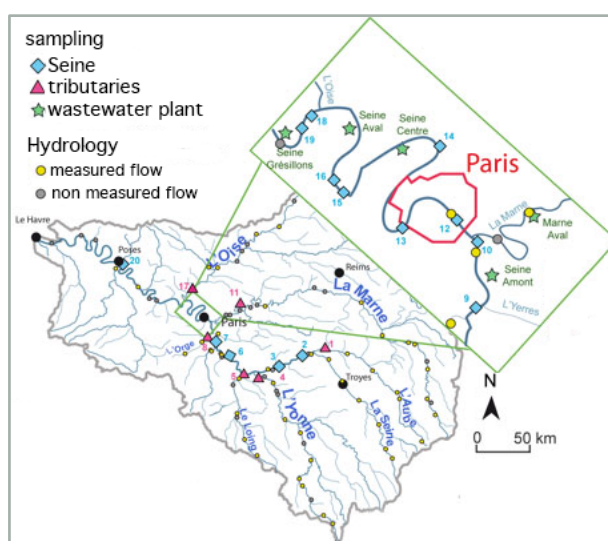 sampling
Seine
tributaries
wastewater plant
Hydrology
measured flow
non measured flow
L'Oise
18
19
Seine
Aval
Seine
Centre
14
Seine
Grésillons
16
15
Paris
La Marne
12
13
10
Marne
Aval
Seine
Amont
9
L'Yerres
Le Havre
Poses
20
17
L'Oise
Reims
11
La Marne
Paris
L'Orge
8
7
6
3
2
1
5
4
Troyes
L'Aube
La Seine
L'Yonne
Le Loing
N
0 50 km